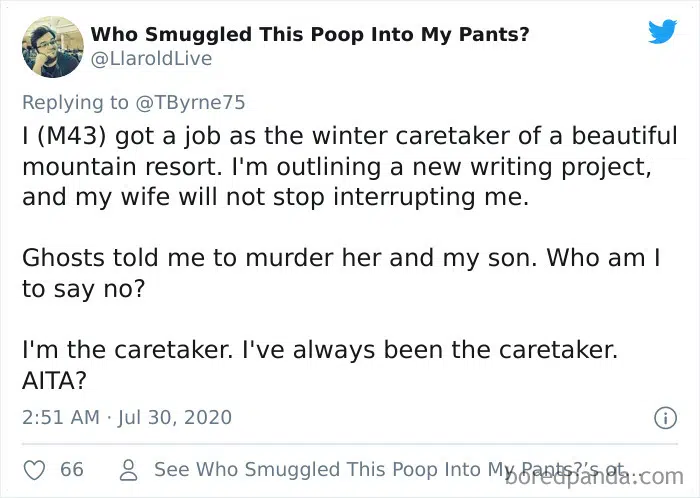 Who Smuggled This Poop Into My Pants?
@LlaroldLive
Replying to @TByrne75
I (M43) got a job as the winter caretaker of a beautiful
mountain resort. I'm outlining a new writing project,
and my wife will not stop interrupting me.
Ghosts told me to murder her and my son. Who am I
to say no?
I'm the caretaker. I've always been the caretaker.
AITA?
2:51 AM · Jul 30, 2020
66 See Who Smuggled This Poop Into My Pants?’s ot...
boredpanda.com